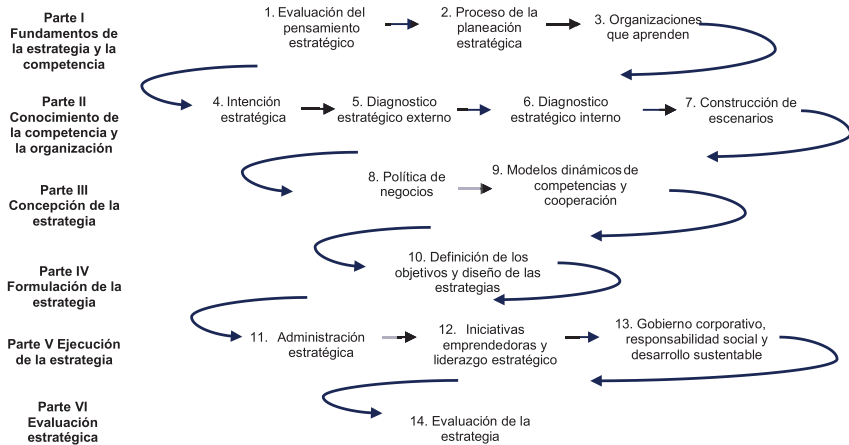 Parte I
Fundamentos de
la estrategia y la
competencia
1. Evaluación del
pensamiento
estratégico
2. Proceso de la
planeación
estratégica
3. Organizaciones
que aprenden
Parte II
Conocimiento de
la competencia y
la organización
4. Intención
estratégica
5. Diagnostico
estratégico externo
6. Diagnostico
estratégico interno
7. Construcción de
escenarios
Parte III
Concepción de la
estrategia
8. Política de
negocios
9. Modelos dinámicos de
competencias y
cooperación
Parte IV
Formulación de la
estrategia
10. Definición de los
objetivos y diseño de las
estrategias
Parte V Ejecución
de la estrategia
11. Administración
estratégica
12. Iniciativas
emprendedoras y
liderazgo estratégico
13. Gobierno corporativo,
responsabilidad social y
desarrollo sustentable
Parte VI
Evaluación
estratégica
14. Evaluación de la
estrategia